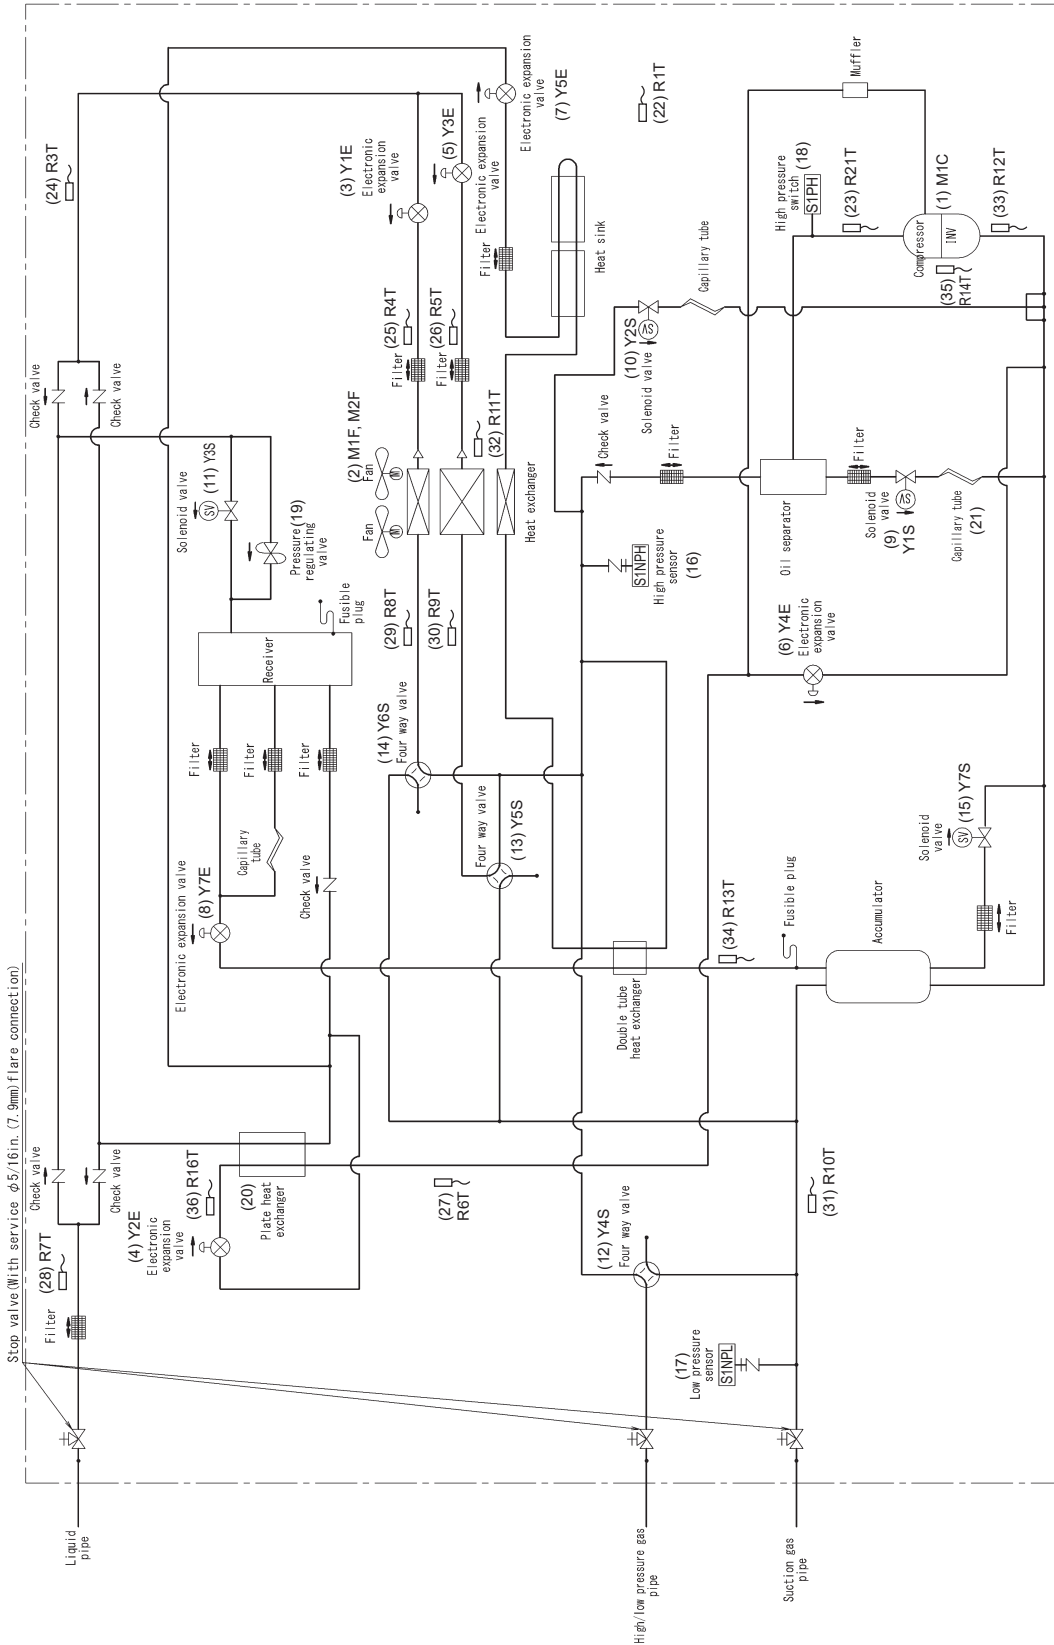 Stop valve(With service φ5/16in.(7.9mm)flare connection)
(24) R3T
Check valve
Check valve
Solenoid valve
(11) Y3S
SV
Pressure(19)
regulating
valve
Fusible
plug
Receiver
Filter
Filter
Filter
Capillary
tube
Check valve
Electronic expansion valve
(8) Y7E
Check valve
Check valve
(28) R7T
Filter
(4) Y2E
Electronic
expansion
valve
(36) R16T
(20)
Plate heat
exchanger
Liquid
pipe
(3) Y1E
Electronic
expansion
valve
(5) Y3E
Electronic expansion
valve
Electronic expansion
valve
(7) Y5E
(22) R1T
Filter
Heat sink
(25) R4T
(26) R5T
Filter
Filter
(2) M1F, M2F
Fan
M
Fan
M
(32) R11T
Heat exchanger
(29) R8T
(30) R9T
(14) Y6S
Four way valve
Four way valve
(13) Y5S
Double tube
heat exchanger
(34) R13T
Fusible plug
Accumulator
Filter
Solenoid
valve
(15) Y7S
SV
(6) Y4E
Electronic
expansion
valve
High pressure
sensor
S1NPH
(16)
Check valve
Filter
Oil separator
Filter
Solenoid
valve
(9)
Y1S
SV
Capillary tube
(21)
(10) Y2S
Solenoid valve
SV
Capillary tube
High pressure
switch (18)
S1PH
(23) R21T
(1) M1C
Compressor
INV
(33) R12T
(35)
R14T
Muffler
(27)
R6T
(12) Y4S
Four way valve
(31) R10T
(17)
Low pressure
sensor
S1NPL
High/low pressure gas
pipe
Suction gas
pipe